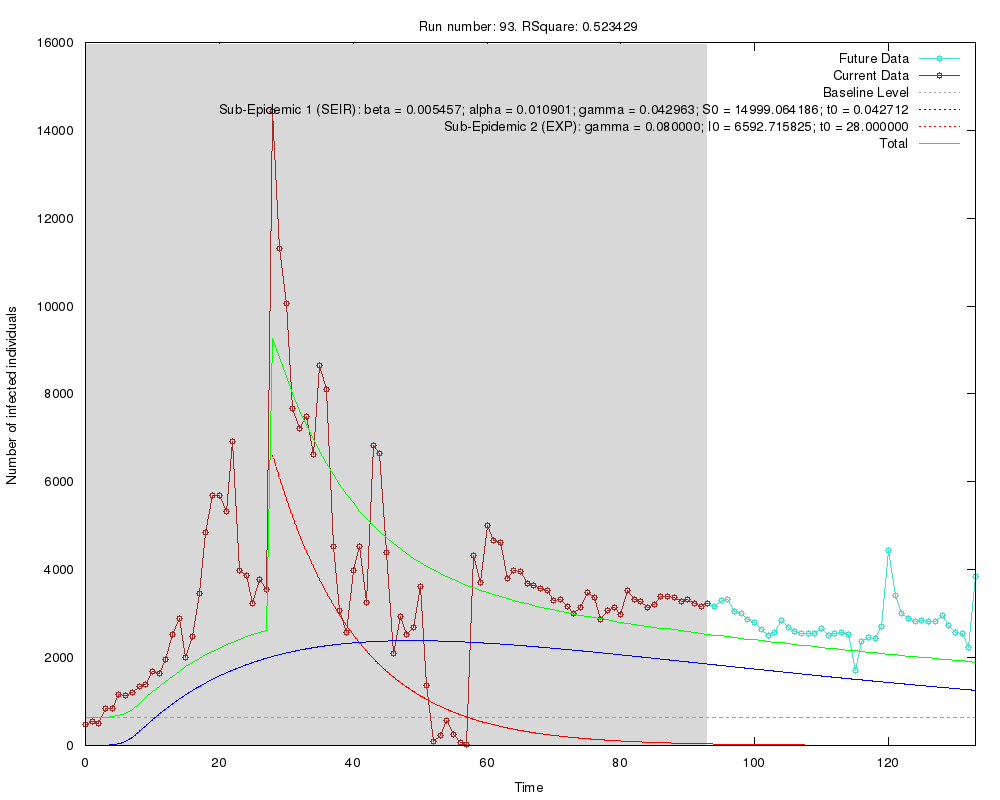 Run number: 93. RSquare: 0.523429
16000
14000
12000
10000
8000
6000
4000
2000
0
Number of infected individuals
Future Data
Current Data
Baseline Level
Sub-Epidemic 1 (SEIR): beta = 0.005457; alpha = 0.010901; gamma = 0.042963; S0 = 14999.064186; t0 = 0.042712
Sub-Epidemic 2 (EXP): gamma = 0.080000; I0 = 6592.715825; t0 = 28.000000
Total
0 20 40 60 80 100 120
Time